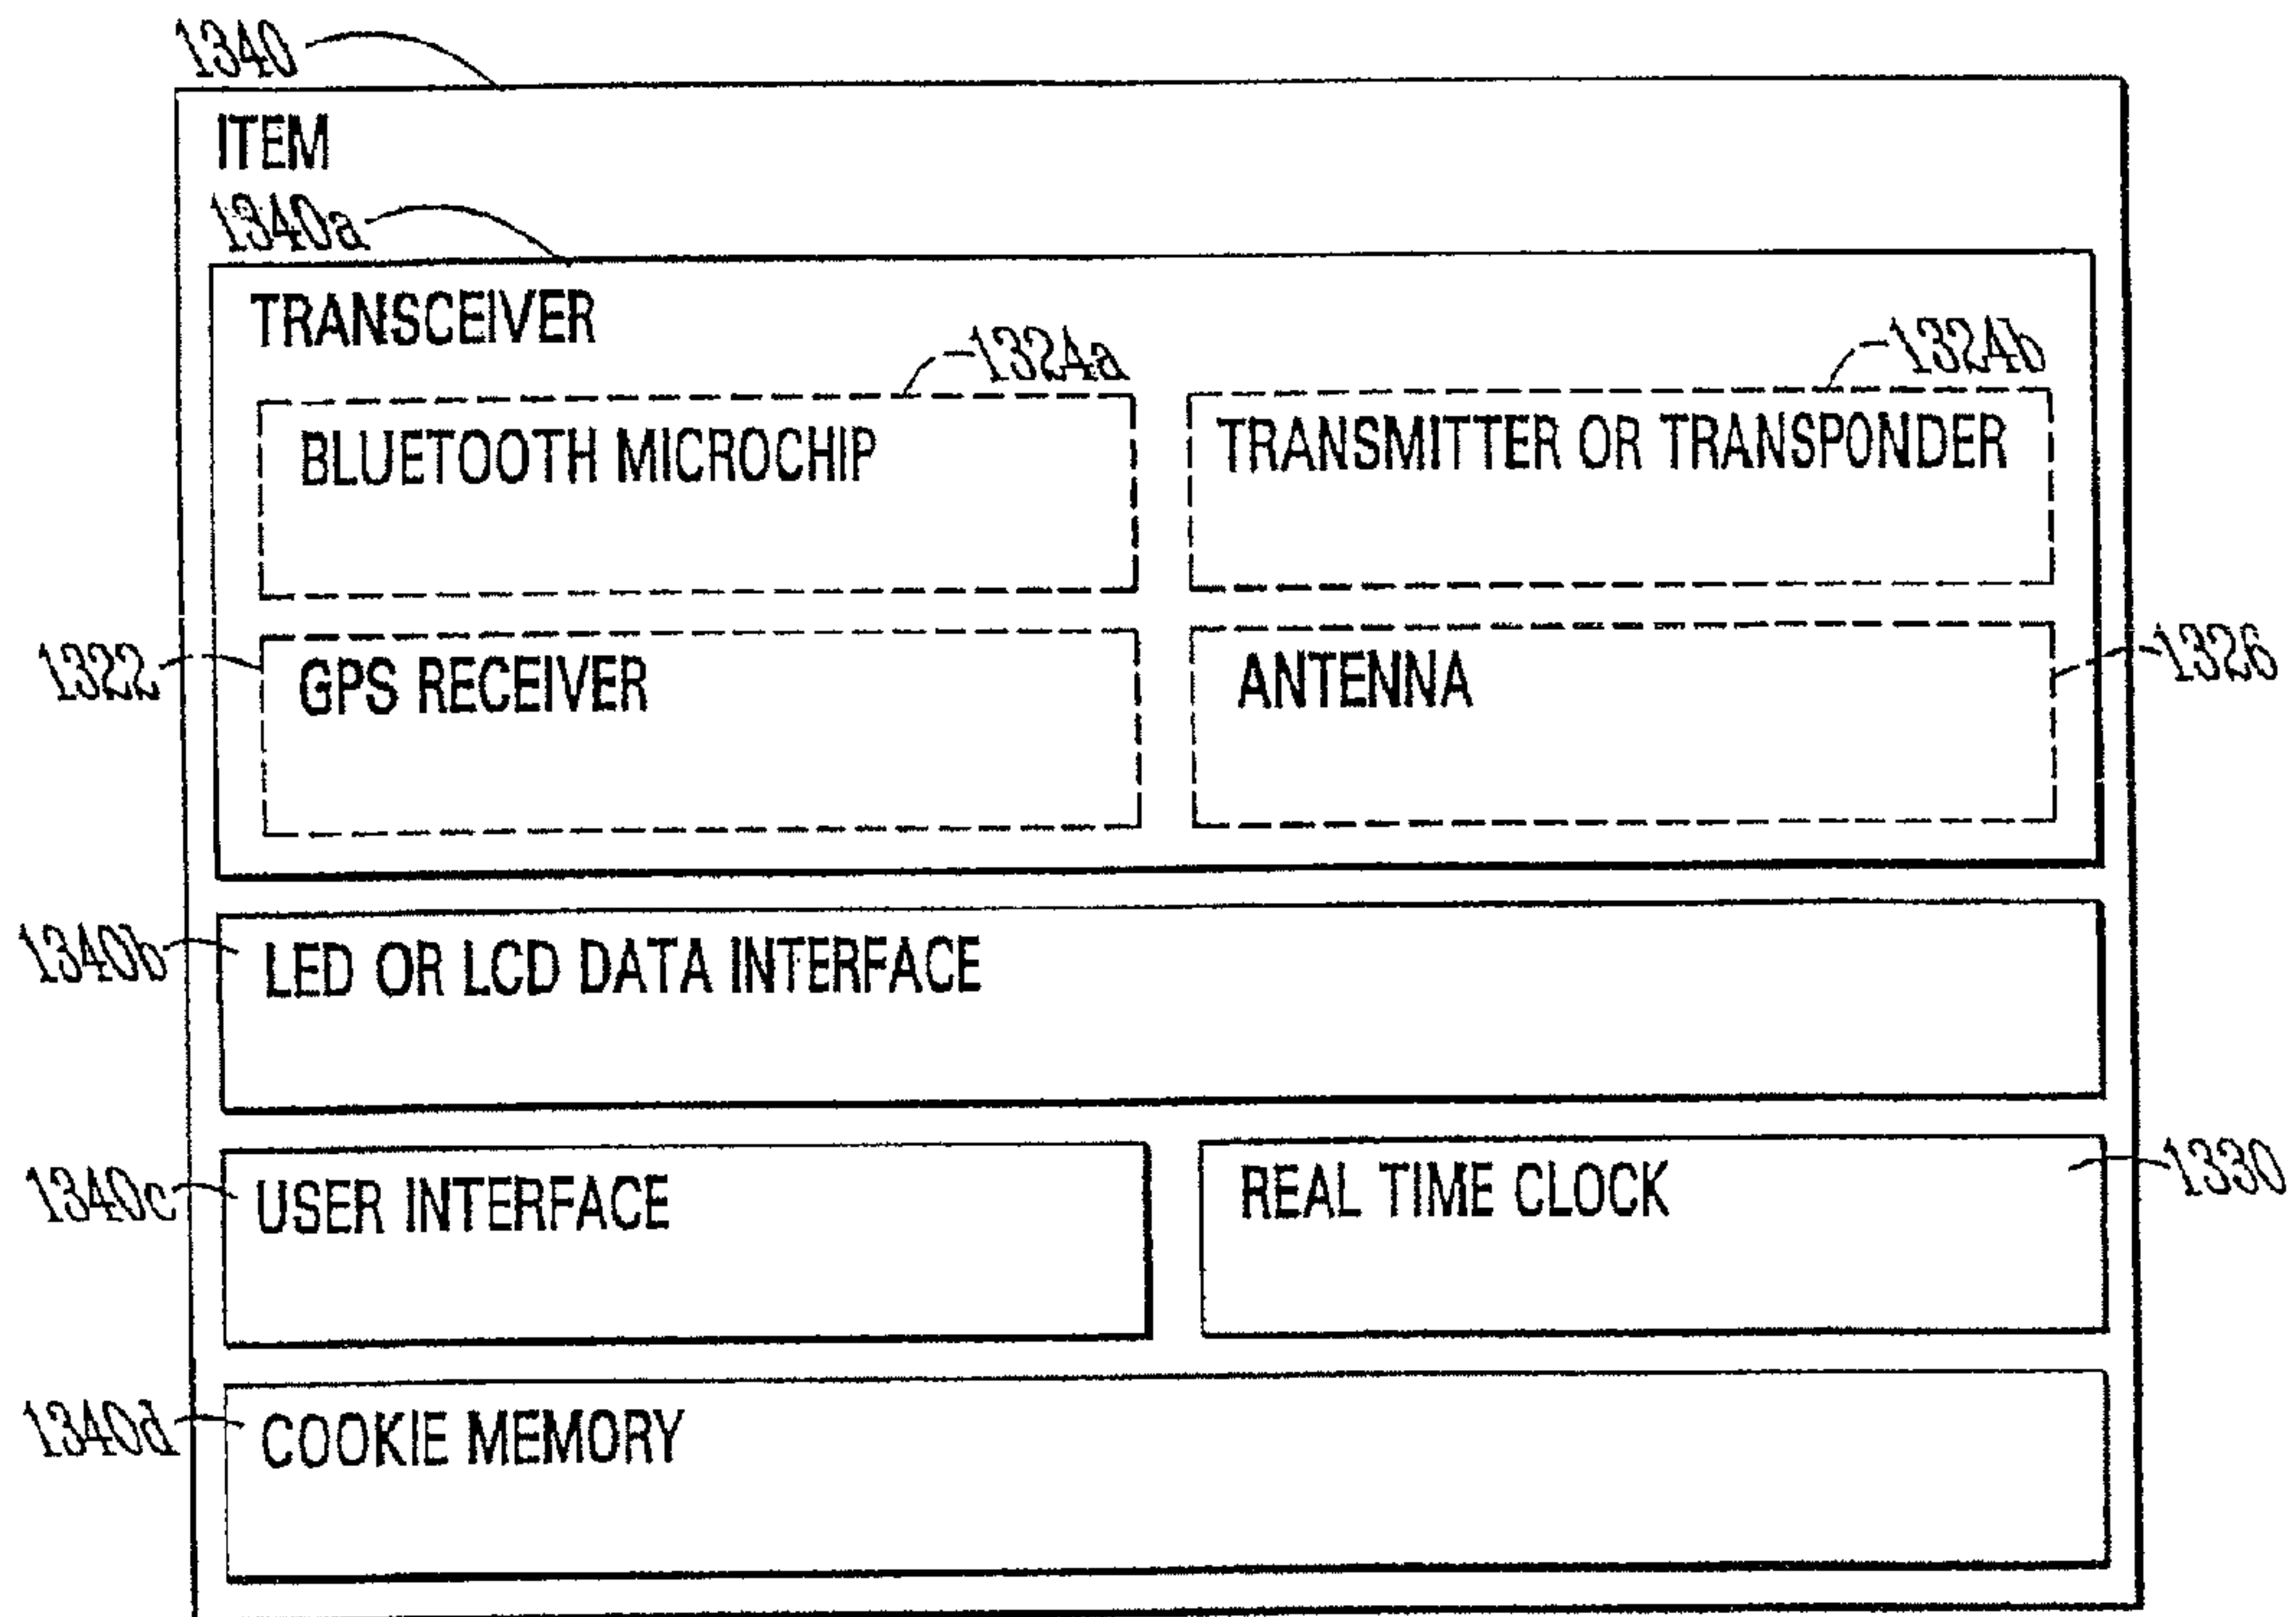 1340
ITEM
1340a
TRANSCEIVER
1324a
1324b
BLUETOOTH MICROCHIP
TRANSMITTER OR TRANSPONDER
1322
GPS RECEIVER
ANTENNA
1326
1340b
LED OR LCD DATA INTERFACE
1340c
USER INTERFACE
REAL TIME CLOCK
1330
1340d
COOKIE MEMORY